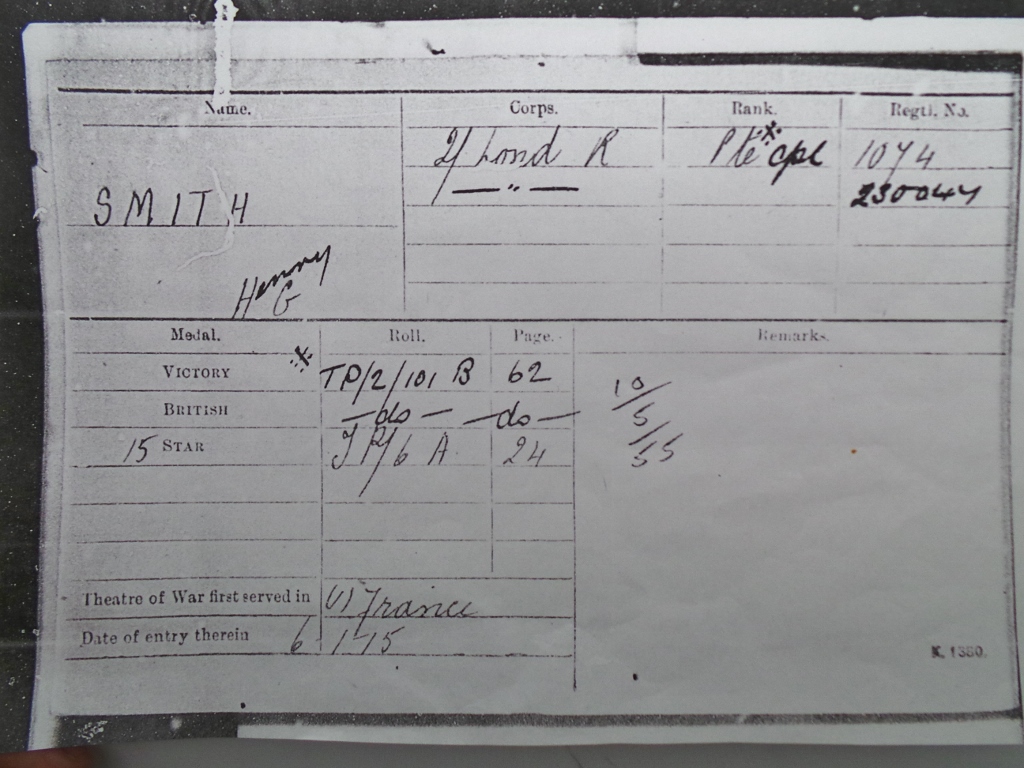 Name. Corps. Rank. Regtl. No.
2/ Lond R Pte * cpl 1074
— " — 230044
SMITH
Henry
G
Medal. Roll. Page. Remarks.
VICTORY * TP/2/101 B 62
BRITISH —do— —do—
15 STAR TP/6 A 24
10/5/55
Theatre of War first served in (1) France
Date of entry therein 6-1-15
K. 1380.